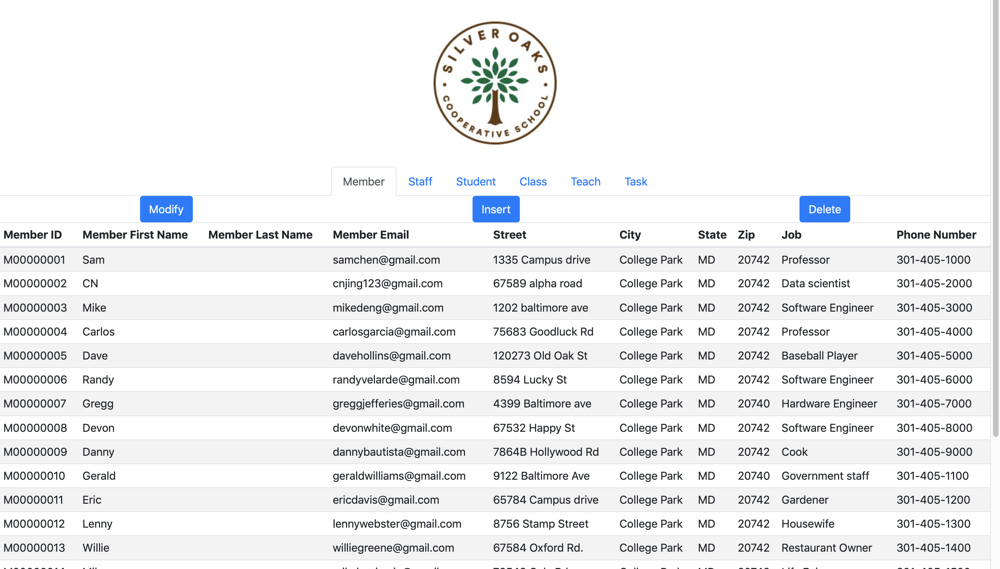 SILVER OAKS
COOPERATIVE SCHOOL
Member Staff Student Class Teach Task
Modify Insert Delete
Member ID Member First Name Member Last Name Member Email Street City State Zip Job Phone Number
M00000001 Sam samchen@gmail.com 1335 Campus drive College Park MD 20742 Professor 301-405-1000
M00000002 CN cnjing123@gmail.com 67589 alpha road College Park MD 20742 Data scientist 301-405-2000
M00000003 Mike mikedeng@gmail.com 1202 baltimore ave College Park MD 20742 Software Engineer 301-405-3000
M00000004 Carlos carlosgarcia@gmail.com 75683 Goodluck Rd College Park MD 20742 Professor 301-405-4000
M00000005 Dave davehollins@gmail.com 120273 Old Oak St College Park MD 20742 Baseball Player 301-405-5000
M00000006 Randy randyvelarde@gmail.com 8594 Lucky St College Park MD 20742 Software Engineer 301-405-6000
M00000007 Gregg greggjefferies@gmail.com 4399 Baltimore ave College Park MD 20740 Hardware Engineer 301-405-7000
M00000008 Devon devonwhite@gmail.com 67532 Happy St College Park MD 20742 Software Engineer 301-405-8000
M00000009 Danny dannybautista@gmail.com 7864B Hollywood Rd College Park MD 20742 Cook 301-405-9000
M00000010 Gerald geraldwilliams@gmail.com 9122 Baltimore Ave College Park MD 20740 Government staff 301-405-1100
M00000011 Eric ericdavis@gmail.com 65784 Campus drive College Park MD 20742 Gardener 301-405-1200
M00000012 Lenny lennywebster@gmail.com 8756 Stamp Street College Park MD 20742 Housewife 301-405-1300
M00000013 Willie williegreene@gmail.com 67584 Oxford Rd. College Park MD 20742 Restaurant Owner 301-405-1400